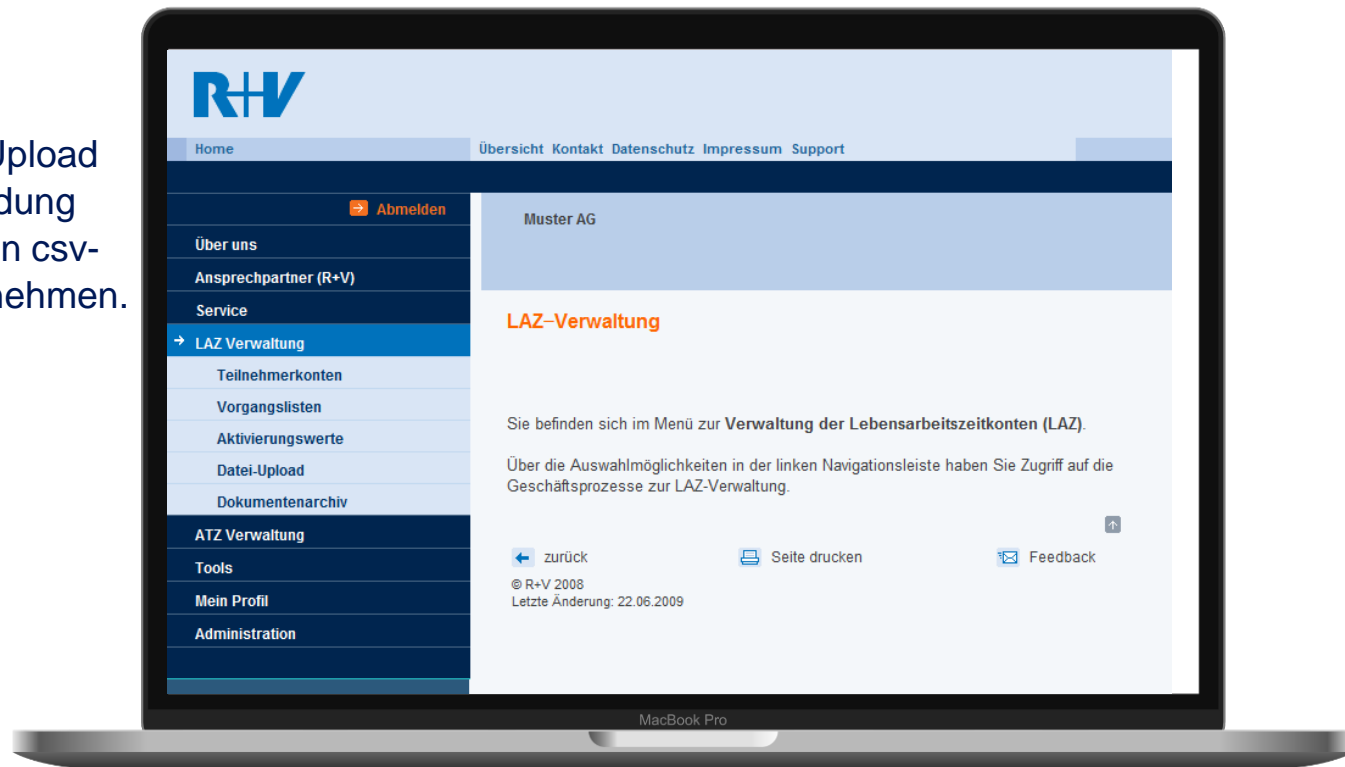 R+V
Home
Übersicht Kontakt Datenschutz Impressum Support
Abmelden
Muster AG
Über uns
Ansprechpartner (R+V)
Service
LAZ Verwaltung
Teilnehmerkonten
Vorgangslisten
Aktivierungswerte
Datei-Upload
Dokumentenarchiv
ATZ Verwaltung
Tools
Mein Profil
Administration
LAZ-Verwaltung
Sie befinden sich im Menü zur Verwaltung der Lebensarbeitszeitkonten (LAZ).
Über die Auswahlmöglichkeiten in der linken Navigationsleiste haben Sie Zugriff auf die
Geschäftsprozesse zur LAZ-Verwaltung.
zurück Seite drucken Feedback
© R+V 2008
Letzte Änderung: 22.06.2009
MacBook Pro
csv-